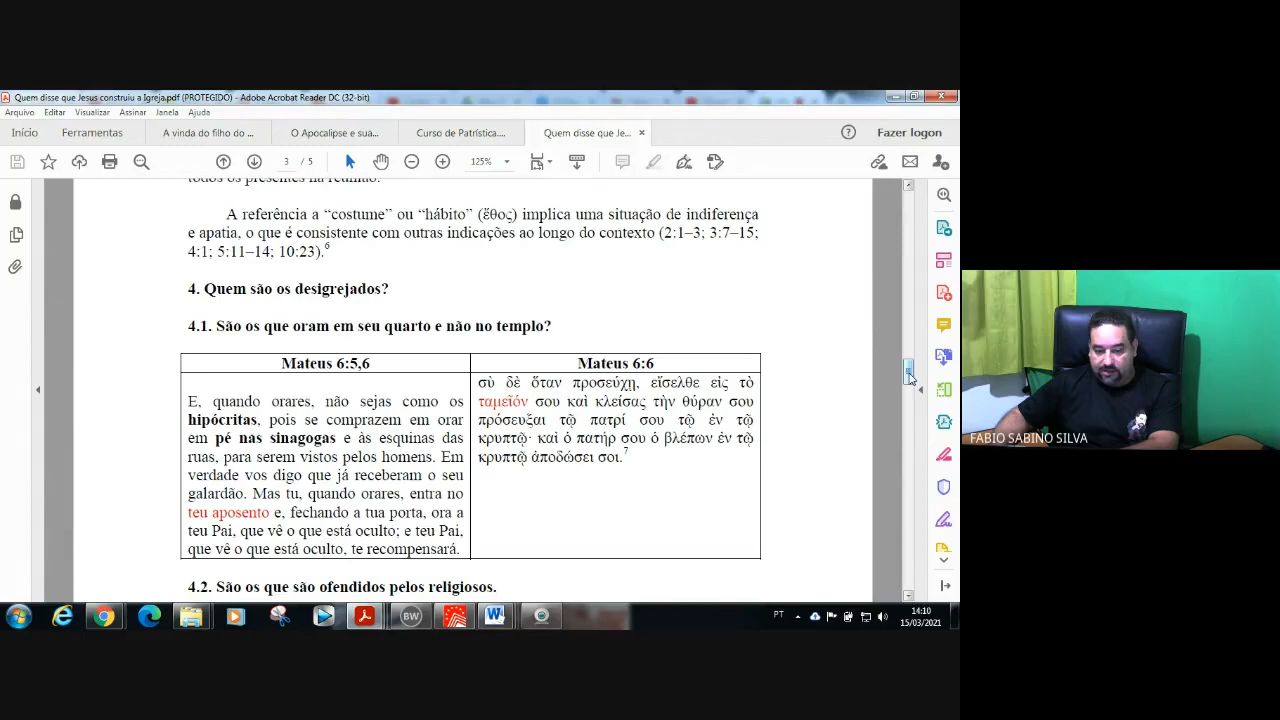 Quem disse que Jesus construiu a Igreja.pdf (PROTEGIDO) - Adobe Acrobat Reader DC (32-bit)
Arquivo Editar Visualizar Assinar Janela Ajuda
Início Ferramentas A vinda do filho do ... O Apocalipse e sua... Curso de Patrística.... Quem disse que Je... × Fazer logon
3 / 5 125%
todos os presentes na reunião.
A referência a “costume” ou “hábito” (ἔθος) implica uma situação de indiferença
e apatia, o que é consistente com outras indicações ao longo do contexto (2:1–3; 3:7–15;
4:1; 5:11–14; 10:23).6
4. Quem são os desigrejados?
4.1. São os que oram em seu quarto e não no templo?
Mateus 6:5,6
E, quando orares, não sejas como os
hipócritas, pois se comprazem em orar
em pé nas sinagogas e às esquinas das
ruas, para serem vistos pelos homens. Em
verdade vos digo que já receberam o seu
galardão. Mas tu, quando orares, entra no
teu aposento e, fechando a tua porta, ora a
teu Pai, que vê o que está oculto; e teu Pai,
que vê o que está oculto, te recompensará.
Mateus 6:6
σὺ δὲ ὅταν προσεύχῃ, εἴσελθε εἰς τὸ
ταμεῖόν σου καὶ κλείσας τὴν θύραν σου
πρόσευξαι τῷ πατρί σου τῷ ἐν τῷ
κρυπτῷ· καὶ ὁ πατήρ σου ὁ βλέπων ἐν τῷ
κρυπτῷ ἀποδώσει σοι.7
4.2. São os que são ofendidos pelos religiosos.
FABIO SABINO SILVA
BW
W
PT
14:10
15/03/2021